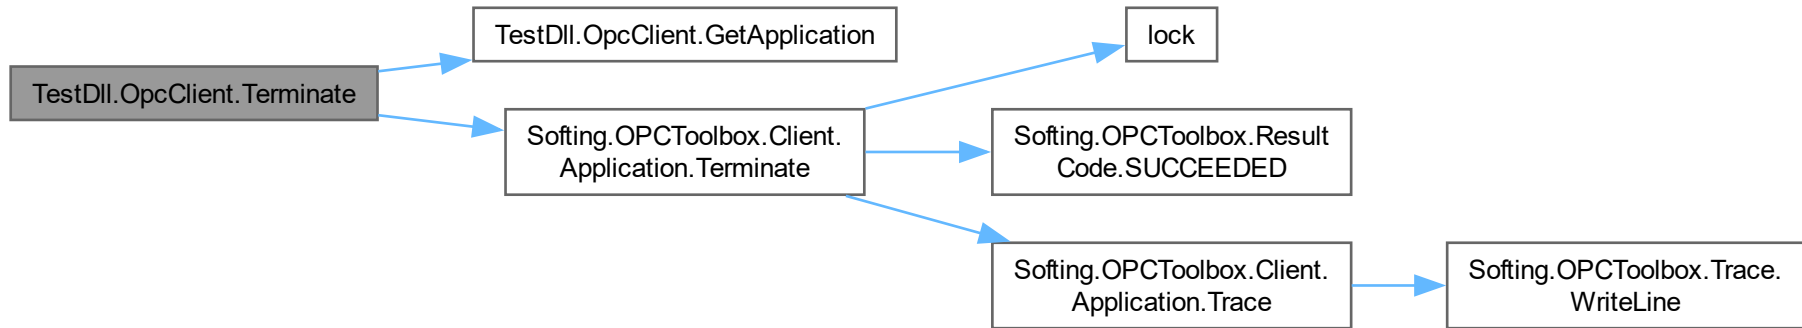 TestDll.OpcClient.GetApplication
lock
TestDll.OpcClient.Terminate
Softing.OPCToolbox.Client.
Application.Terminate
Softing.OPCToolbox.Result
Code.SUCCEEDED
Softing.OPCToolbox.Client.
Application.Trace
Softing.OPCToolbox.Trace.
WriteLine